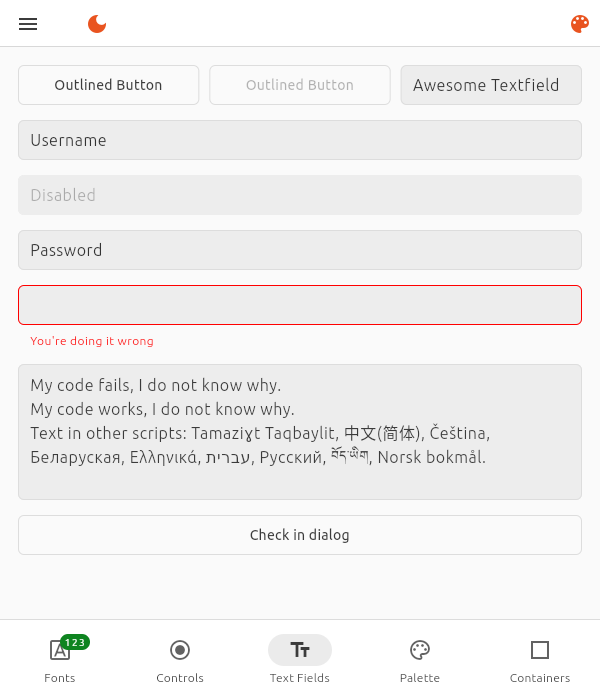 Outlined Button
Outlined Button
Awesome Textfield
Username
Disabled
Password
You're doing it wrong
My code fails, I do not know why.
My code works, I do not know why.
Text in other scripts: Tamaziɣt Taqbaylit, 中文(简体), Čeština,
Беларуская, Ελληνικά, עברית, Русский, བོད་ཡིག, Norsk bokmål.
Check in dialog
123
Fonts
Controls
Text Fields
Palette
Containers